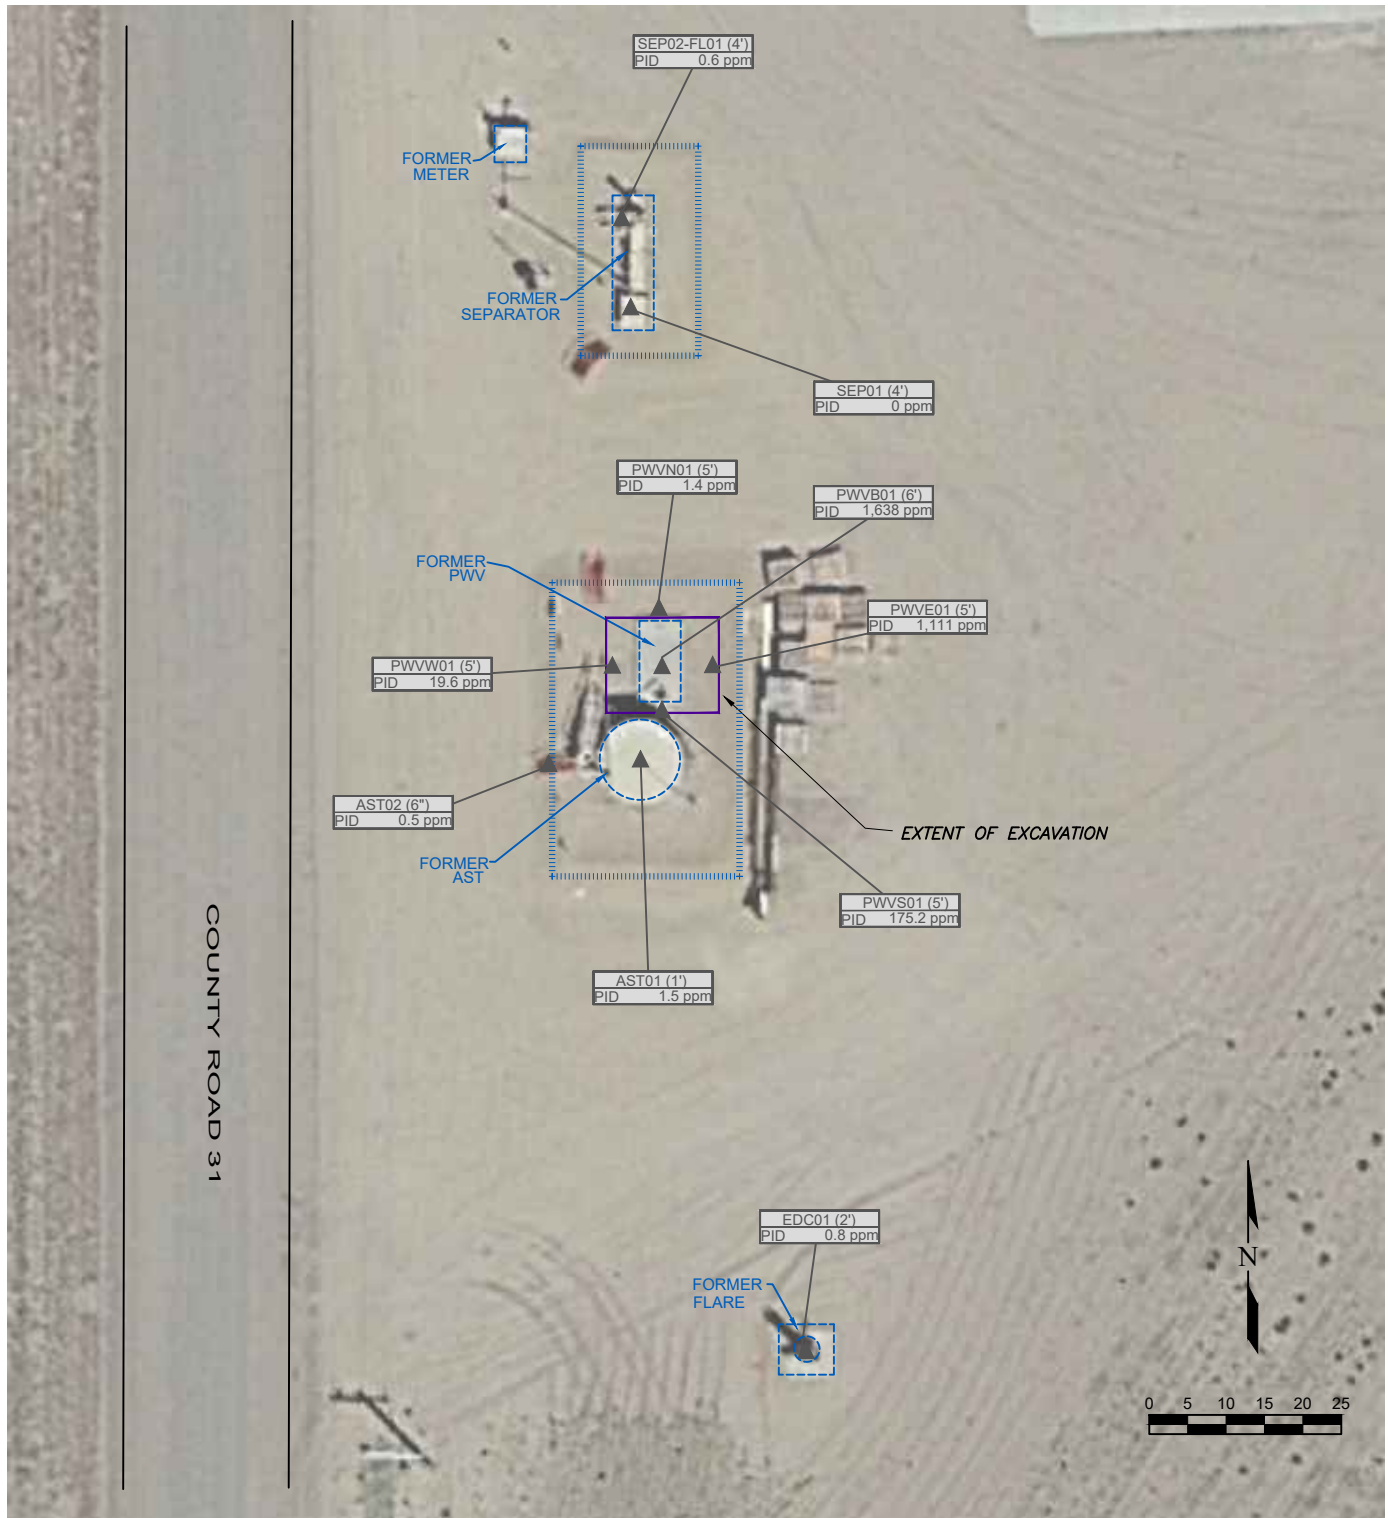 SEP02-FL01 (4')
PID 0.6 ppm
FORMER
METER
FORMER
SEPARATOR
SEP01 (4')
PID 0 ppm
PWVN01 (5')
PID 1.4 ppm
PWVB01 (6')
PID 1,638 ppm
FORMER
PWV
PWVE01 (5')
PID 1,111 ppm
PWVW01 (5')
PID 19.6 ppm
AST02 (6")
PID 0.5 ppm
EXTENT OF EXCAVATION
FORMER
AST
PWVS01 (5')
PID 175.2 ppm
AST01 (1')
PID 1.5 ppm
COUNTY ROAD 31
EDC01 (2')
PID 0.8 ppm
FORMER
FLARE
N
0 5 10 15 20 25